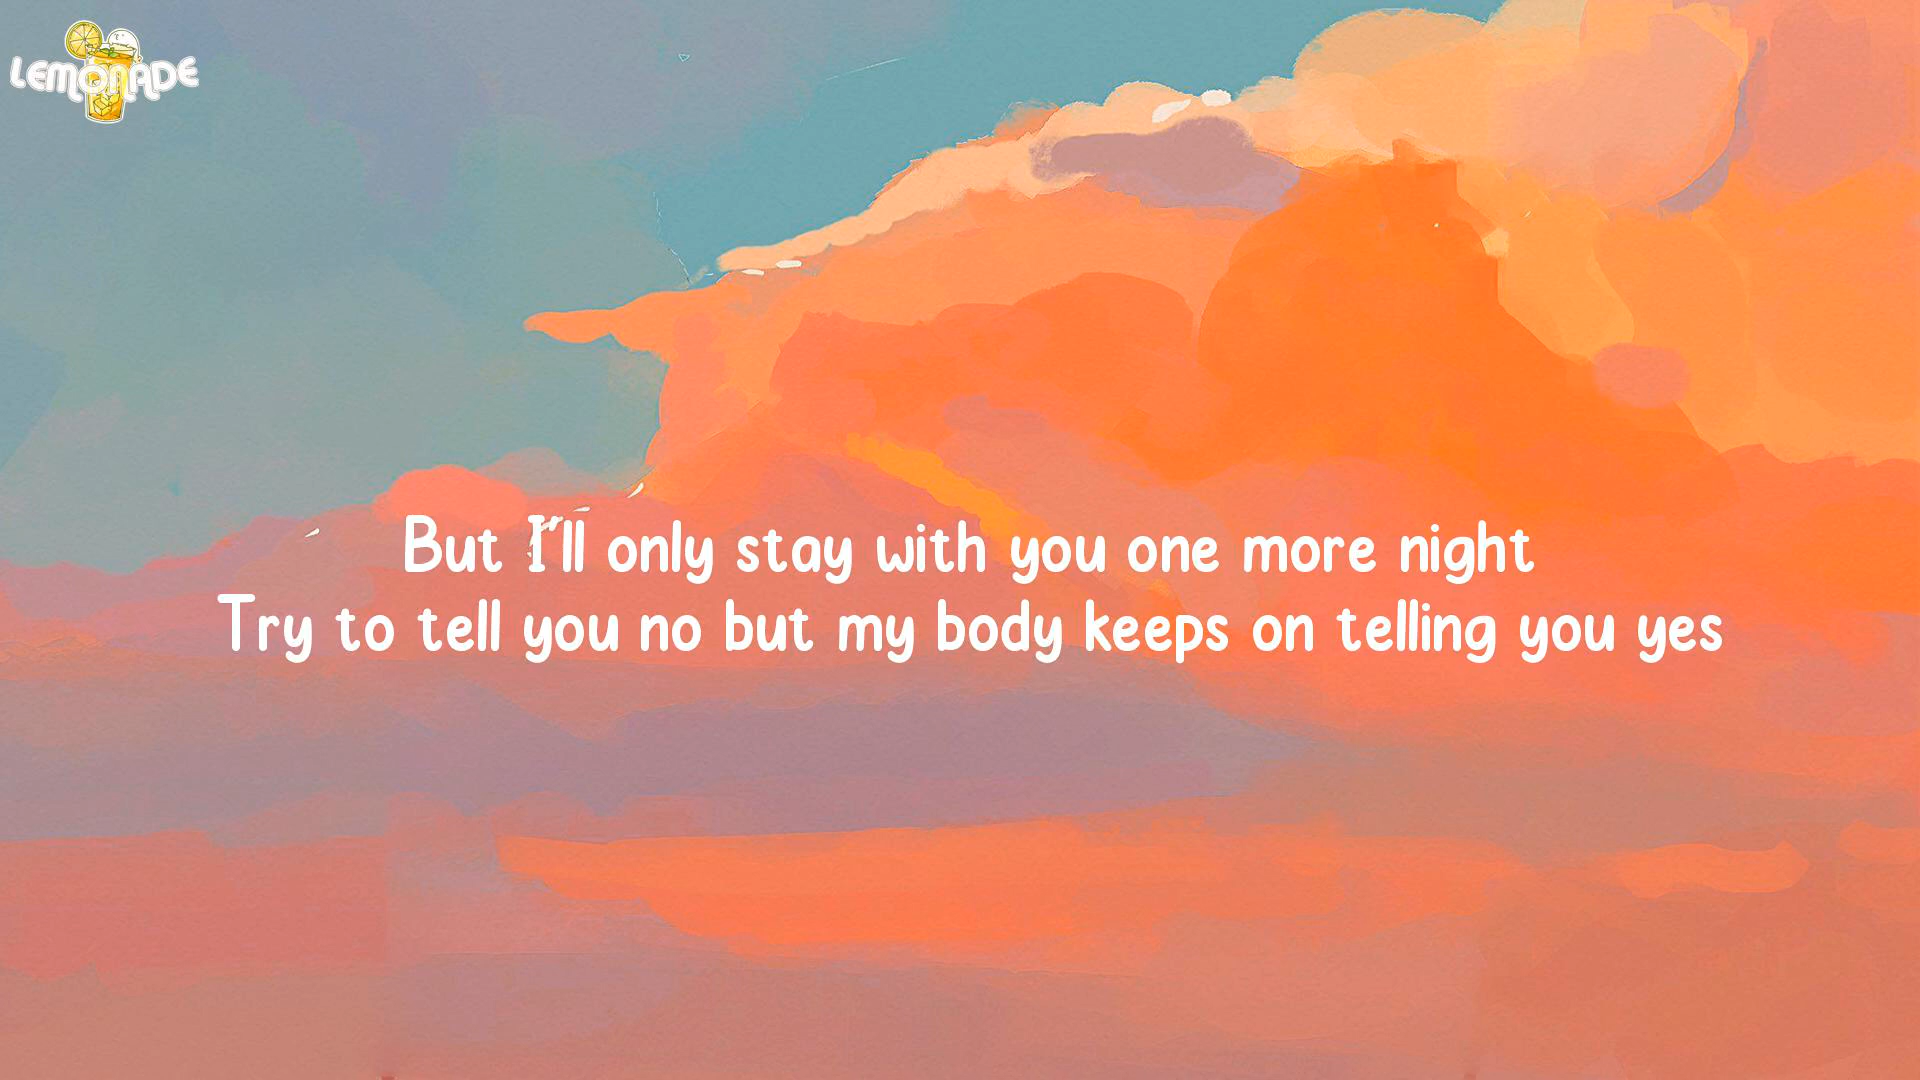 LEMONADE
But I'll only stay with you one more night
Try to tell you no but my body keeps on telling you yes